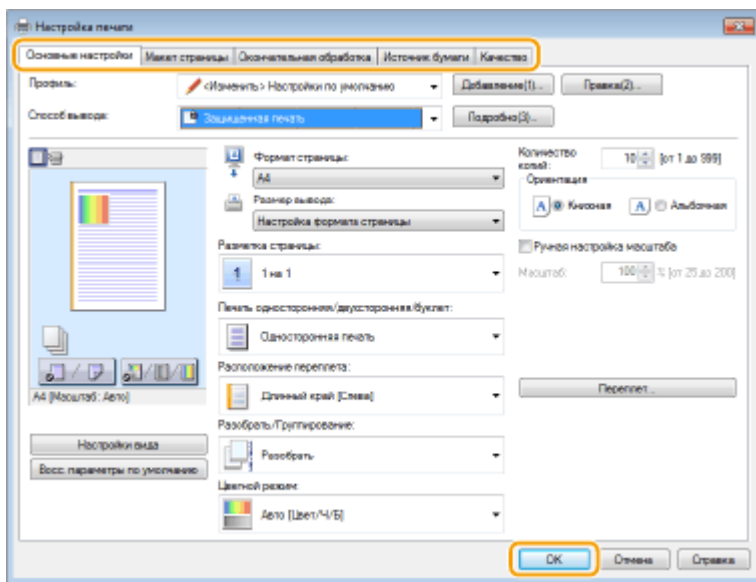 Настройка печати
Основные настройки Макет страницы Окончательная обработка Источник бумаги Качество
Профиль: <Изменить> Настройки по умолчанию Добавление(1)... Правка(2)...
Способ вывода: Защищенная печать Подробно(3)...
Формат страницы:
A4
Размер вывода:
Настройка формата страницы
Разметка страницы:
1 на 1
Печать односторонняя/двухсторонняя/буклет:
Односторонняя печать
Расположение переплета:
Длинный край [Слева]
Разобрать/Группирование:
Разобрать
Цветной режим:
Авто [Цвет/Ч/Б]
Количество копий: 10 [от 1 до 999]
Ориентация
A Книжная A Альбомная
Ручная настройка масштаба
Масштаб: 100 % [от 25 до 200]
Переплет...
A4 [Масштаб: Авто]
Настройки вида
Восс. параметры по умолчанию
OK Отмена Справка